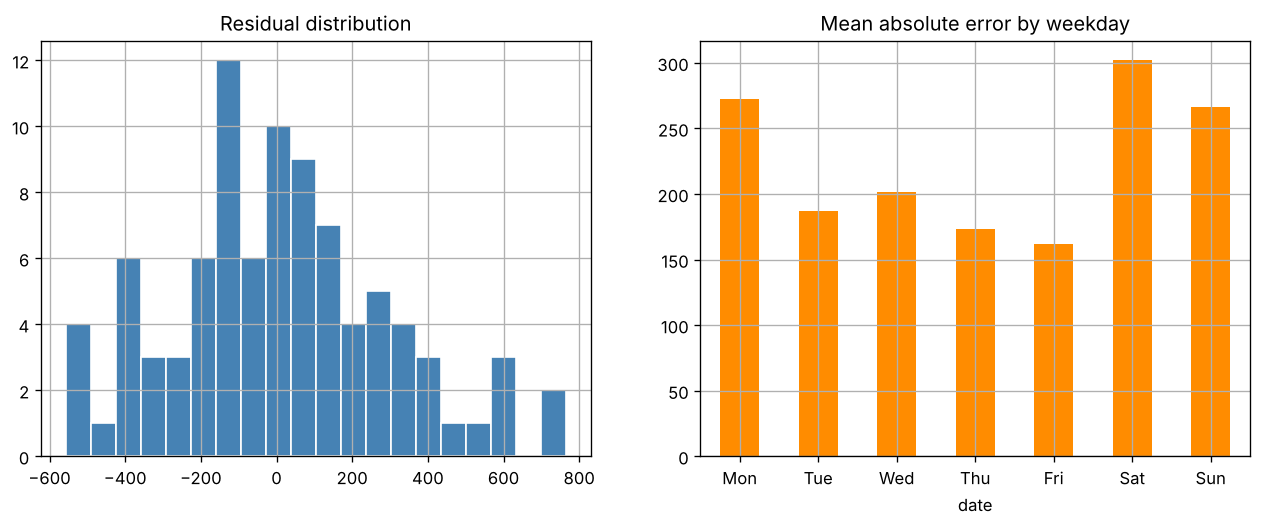 Residual distribution
12
10
8
6
4
2
0
−600 −400 −200 0 200 400 600 800
Mean absolute error by weekday
300
250
200
150
100
50
0
Mon Tue Wed Thu Fri Sat Sun
date